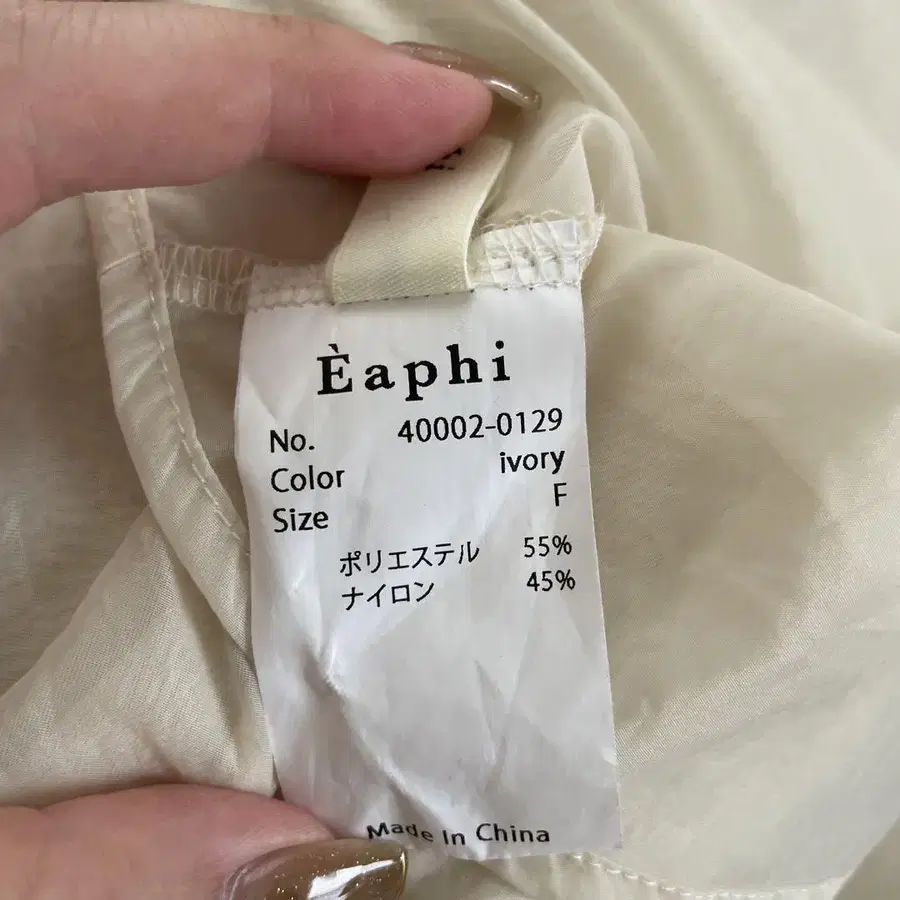 Èaphi
No. 40002-0129
Color ivory
Size F
ポリエステル 55%
ナイロン 45%
Made In China